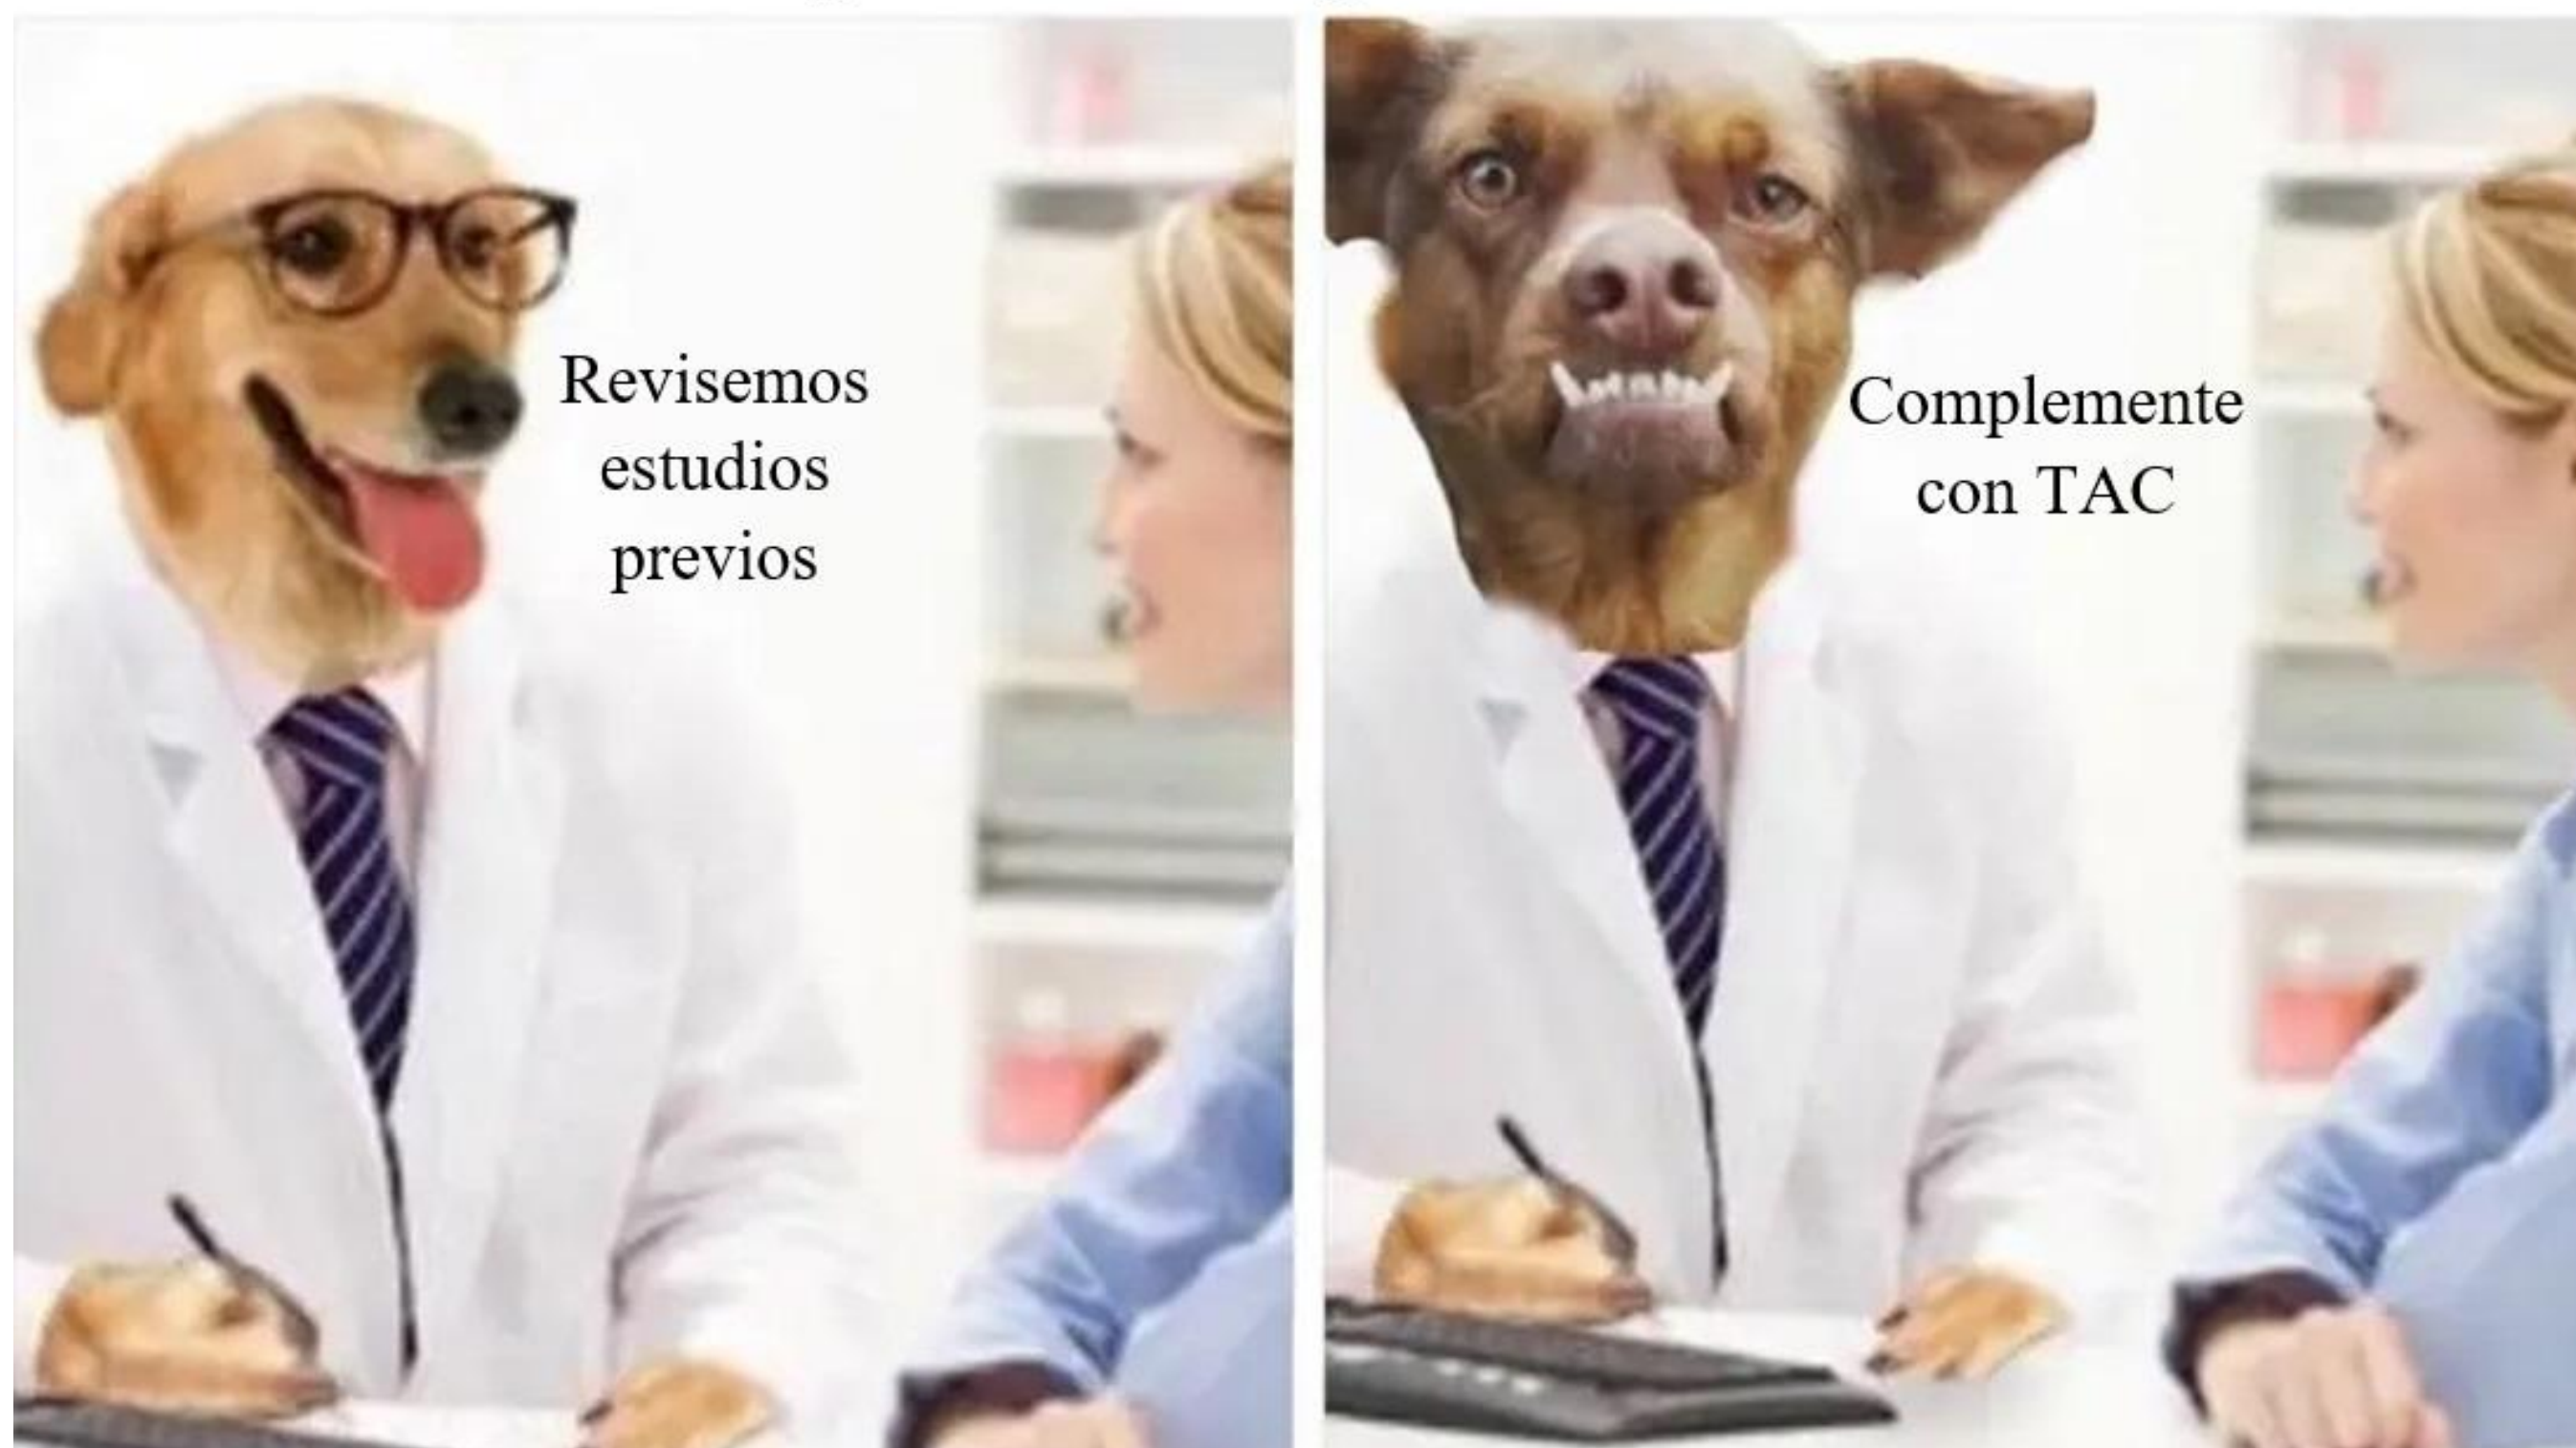 Revisemos
estudios
previos
Complemente
con TAC